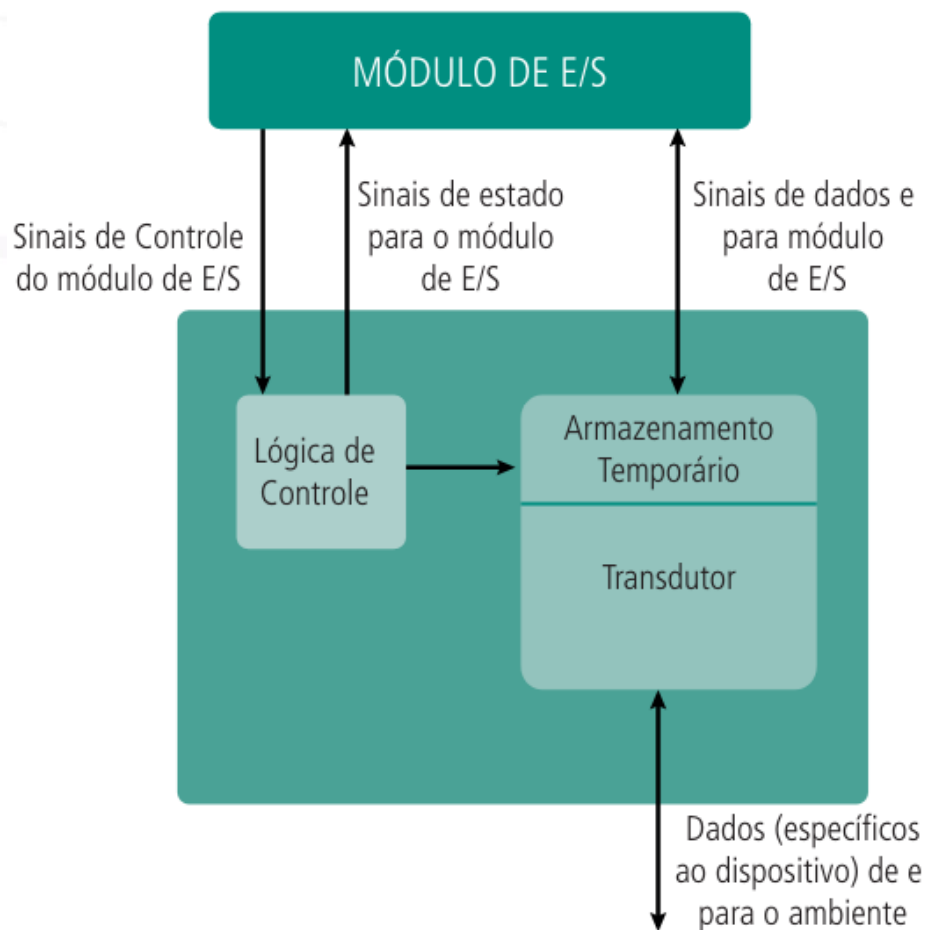 MÓDULO DE E/S
Sinais de Controle
do módulo de E/S
Sinais de estado
para o módulo
de E/S
Sinais de dados e
para módulo
de E/S
Lógica de
Controle
Armazenamento
Temporário
Transdutor
Dados (específicos
ao dispositivo) de e
para o ambiente